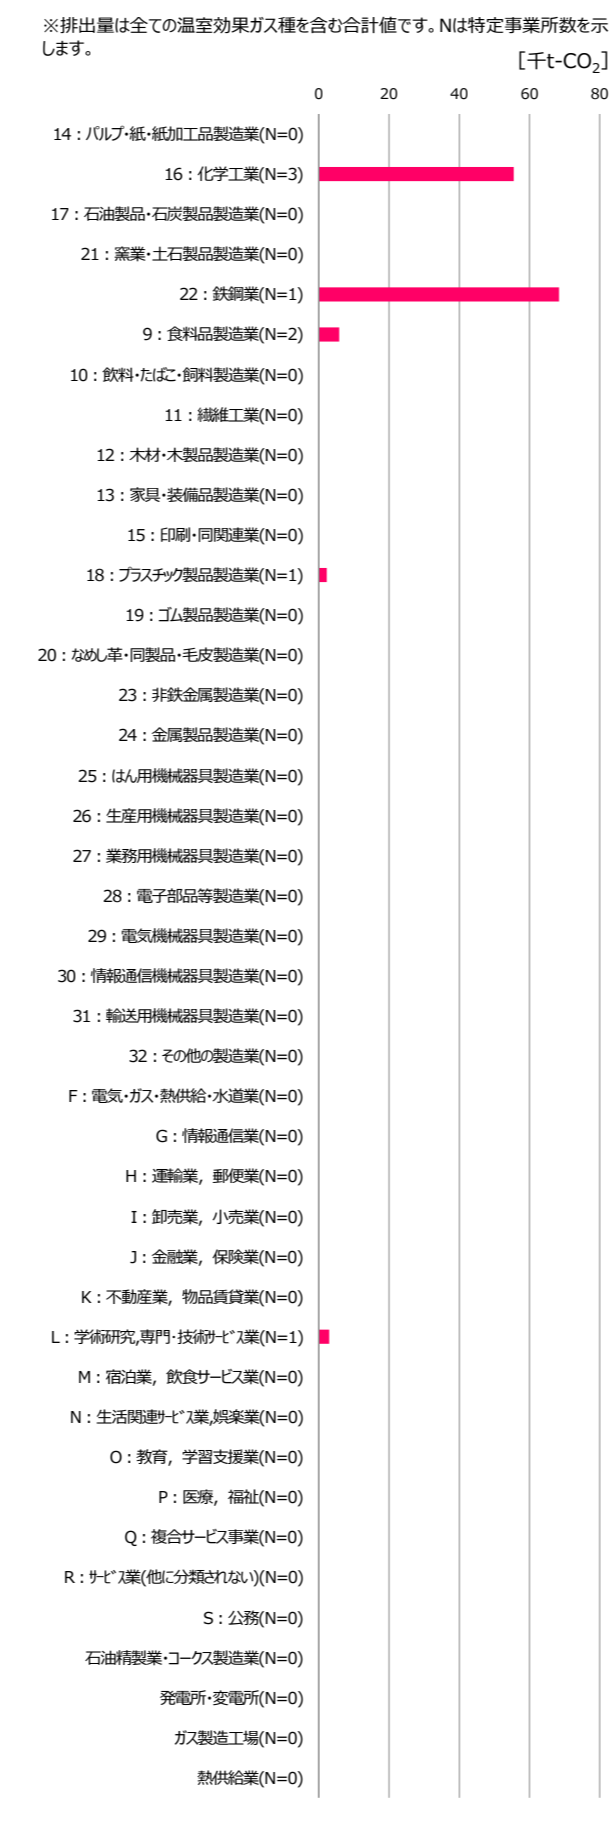 ※排出量は全ての温室効果ガス種を含む合計値です。Nは特定事業所数を示
します。
[千t-CO2]
0 20 40 60 80
14：パルプ・紙・紙加工品製造業(N=0)
16：化学工業(N=3)
17：石油製品・石炭製品製造業(N=0)
21：窯業・土石製品製造業(N=0)
22：鉄鋼業(N=1)
9：食料品製造業(N=2)
10：飲料・たばこ・飼料製造業(N=0)
11：繊維工業(N=0)
12：木材・木製品製造業(N=0)
13：家具・装備品製造業(N=0)
15：印刷・同関連業(N=0)
18：プラスチック製品製造業(N=1)
19：ゴム製品製造業(N=0)
20：なめし革・同製品・毛皮製造業(N=0)
23：非鉄金属製造業(N=0)
24：金属製品製造業(N=0)
25：はん用機械器具製造業(N=0)
26：生産用機械器具製造業(N=0)
27：業務用機械器具製造業(N=0)
28：電子部品等製造業(N=0)
29：電気機械器具製造業(N=0)
30：情報通信機械器具製造業(N=0)
31：輸送用機械器具製造業(N=0)
32：その他の製造業(N=0)
F：電気・ガス・熱供給・水道業(N=0)
G：情報通信業(N=0)
H：運輸業，郵便業(N=0)
I：卸売業，小売業(N=0)
J：金融業，保険業(N=0)
K：不動産業，物品賃貸業(N=0)
L：学術研究,専門・技術ｻｰﾋﾞｽ業(N=1)
M：宿泊業，飲食サービス業(N=0)
N：生活関連ｻｰﾋﾞｽ業,娯楽業(N=0)
O：教育，学習支援業(N=0)
P：医療，福祉(N=0)
Q：複合サービス事業(N=0)
R：ｻｰﾋﾞｽ業(他に分類されない)(N=0)
S：公務(N=0)
石油精製業・コークス製造業(N=0)
発電所・変電所(N=0)
ガス製造工場(N=0)
熱供給業(N=0)